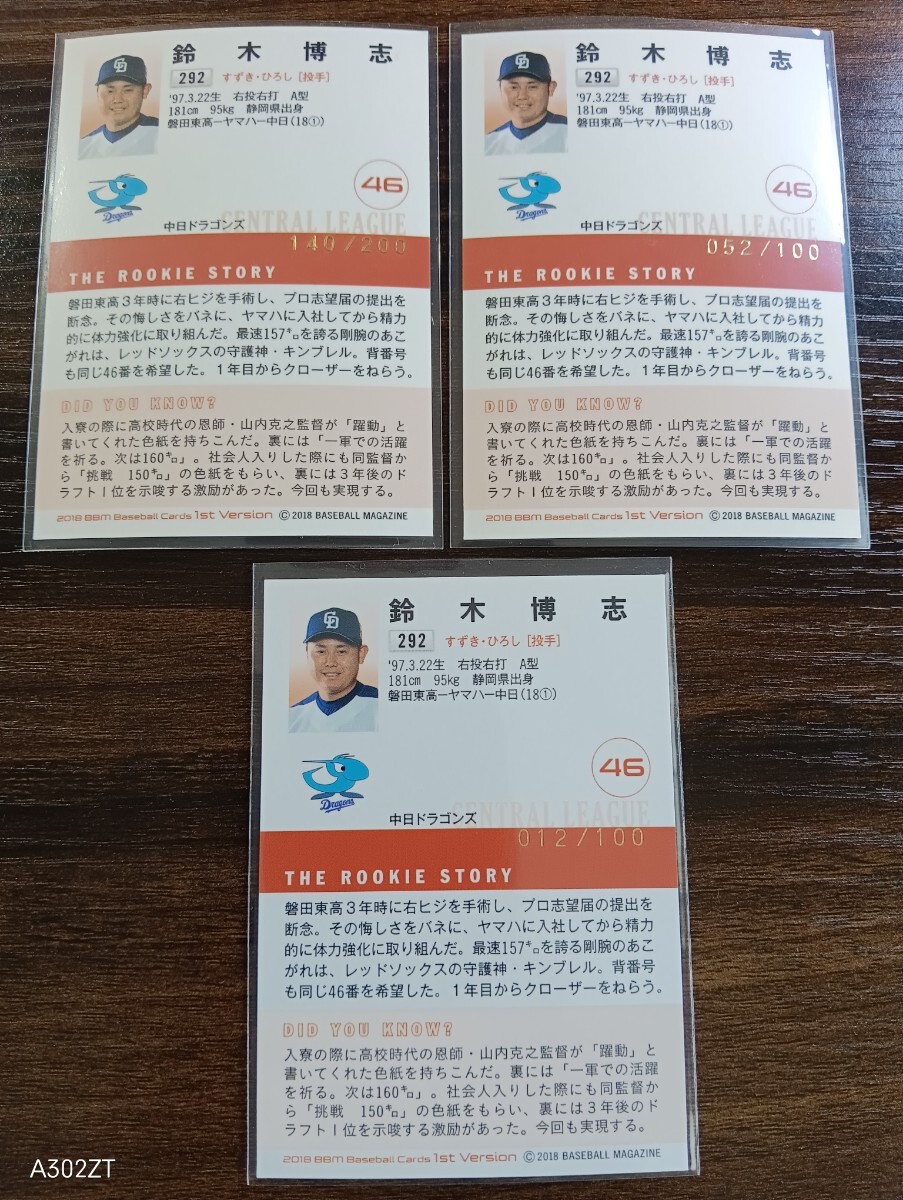 鈴木博志
292 すずき・ひろし [投手]
'97.3.22生 右投右打 A型
181cm 95kg 静岡県出身
磐田東高ーヤマハー中日(18①)
46
Dragons
CENTRAL LEAGUE
中日ドラゴンズ
140/200
THE ROOKIE STORY
磐田東高３年時に右ヒジを手術し、プロ志望届の提出を
断念。その悔しさをバネに、ヤマハに入社してから精力
的に体力強化に取り組んだ。最速157㌔を誇る剛腕のあこ
がれは、レッドソックスの守護神・キンブレル。背番号
も同じ46番を希望した。１年目からクローザーをねらう。
DID YOU KNOW?
入寮の際に高校時代の恩師・山内克之監督が「躍動」と
書いてくれた色紙を持ちこんだ。裏には「一軍での活躍
を祈る。次は160㌔」。社会人入りした際にも同監督か
ら「挑戦 150㌔」の色紙をもらい、裏には３年後のド
ラフトⅠ位を示唆する激励があった。今回も実現する。
2018 BBM Baseball Cards 1st Version Ⓒ2018 BASEBALL MAGAZINE
鈴木博志
292 すずき・ひろし [投手]
'97.3.22生 右投右打 A型
181cm 95kg 静岡県出身
磐田東高ーヤマハー中日(18①)
46
Dragons
CENTRAL LEAGUE
中日ドラゴンズ
052/100
THE ROOKIE STORY
磐田東高３年時に右ヒジを手術し、プロ志望届の提出を
断念。その悔しさをバネに、ヤマハに入社してから精力
的に体力強化に取り組んだ。最速157㌔を誇る剛腕のあこ
がれは、レッドソックスの守護神・キンブレル。背番号
も同じ46番を希望した。１年目からクローザーをねらう。
DID YOU KNOW?
入寮の際に高校時代の恩師・山内克之監督が「躍動」と
書いてくれた色紙を持ちこんだ。裏には「一軍での活躍
を祈る。次は160㌔」。社会人入りした際にも同監督か
ら「挑戦 150㌔」の色紙をもらい、裏には３年後のド
ラフトⅠ位を示唆する激励があった。今回も実現する。
2018 BBM Baseball Cards 1st Version Ⓒ2018 BASEBALL MAGAZINE
鈴木博志
292 すずき・ひろし [投手]
'97.3.22生 右投右打 A型
181cm 95kg 静岡県出身
磐田東高ーヤマハー中日(18①)
46
Dragons
CENTRAL LEAGUE
中日ドラゴンズ
012/100
THE ROOKIE STORY
磐田東高３年時に右ヒジを手術し、プロ志望届の提出を
断念。その悔しさをバネに、ヤマハに入社してから精力
的に体力強化に取り組んだ。最速157㌔を誇る剛腕のあこ
がれは、レッドソックスの守護神・キンブレル。背番号
も同じ46番を希望した。１年目からクローザーをねらう。
DID YOU KNOW?
入寮の際に高校時代の恩師・山内克之監督が「躍動」と
書いてくれた色紙を持ちこんだ。裏には「一軍での活躍
を祈る。次は160㌔」。社会人入りした際にも同監督か
ら「挑戦 150㌔」の色紙をもらい、裏には３年後のド
ラフトⅠ位を示唆する激励があった。今回も実現する。
2018 BBM Baseball Cards 1st Version Ⓒ2018 BASEBALL MAGAZINE
A302ZT